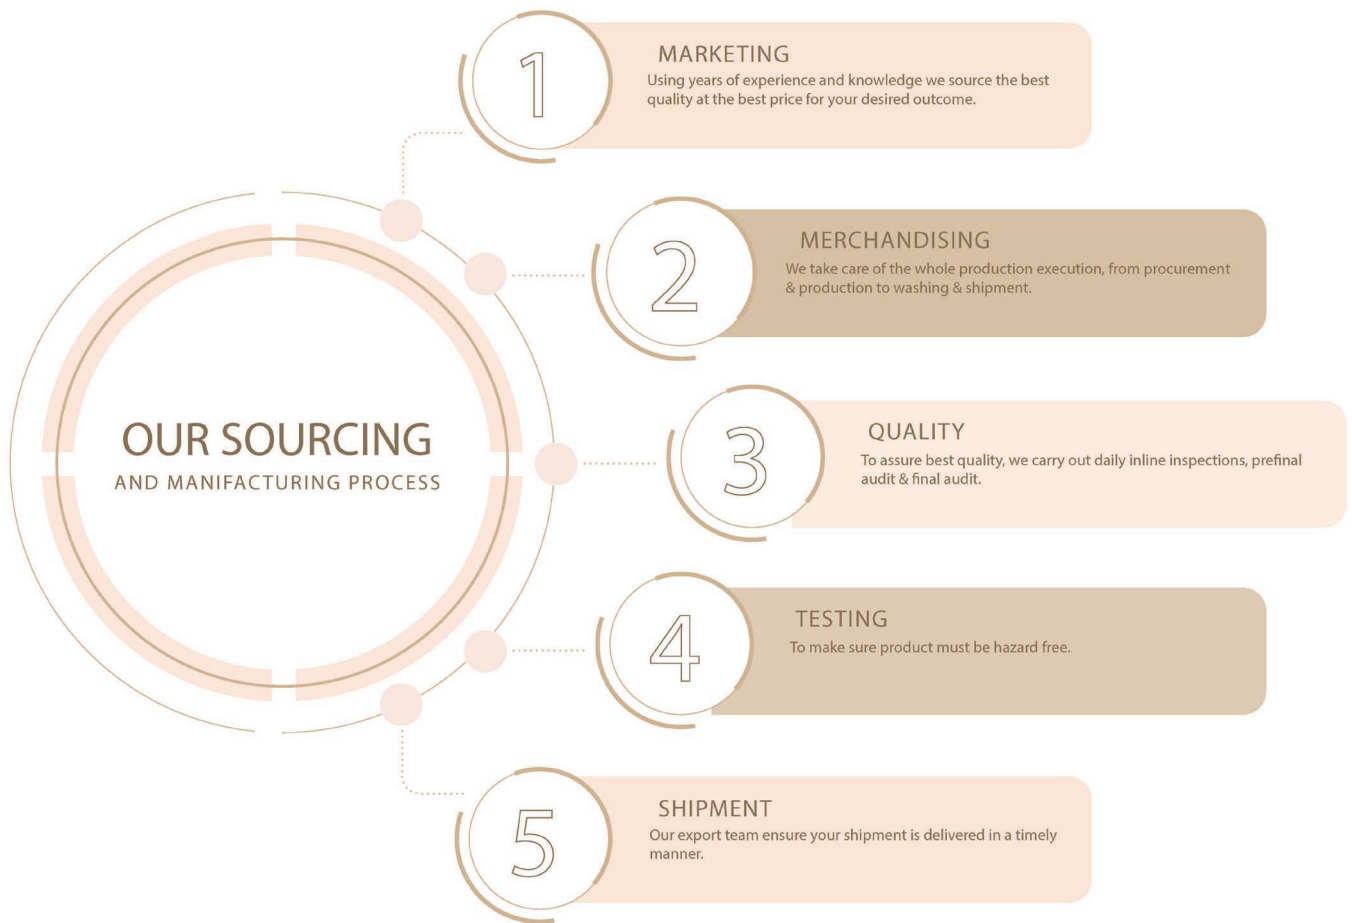 OUR SOURCING
AND MANIFACTURING PROCESS
1
MARKETING
Using years of experience and knowledge we source the best
quality at the best price for your desired outcome.
2
MERCHANDISING
We take care of the whole production execution, from procurement
& production to washing & shipment.
3
QUALITY
To assure best quality, we carry out daily inline inspections, prefinal
audit & final audit.
4
TESTING
To make sure product must be hazard free.
5
SHIPMENT
Our export team ensure your shipment is delivered in a timely
manner.